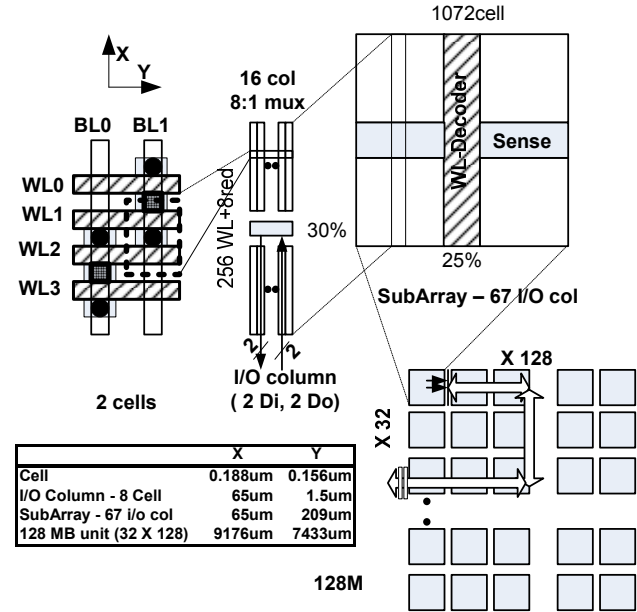 1072cell
X
Y
16 col
8:1 mux
BL0 BL1
WL-Decoder
Sense
WL0
WL1
WL2
WL3
256 WL+8red
30%
25%
SubArray – 67 I/O col
2 2
I/O column
( 2 Di, 2 Do)
2 cells
X 128
X 32
X Y
Cell 0.188um 0.156um
I/O Column - 8 Cell 65um 1.5um
SubArray - 67 i/o col 65um 209um
128 MB unit (32 X 128) 9176um 7433um
128M